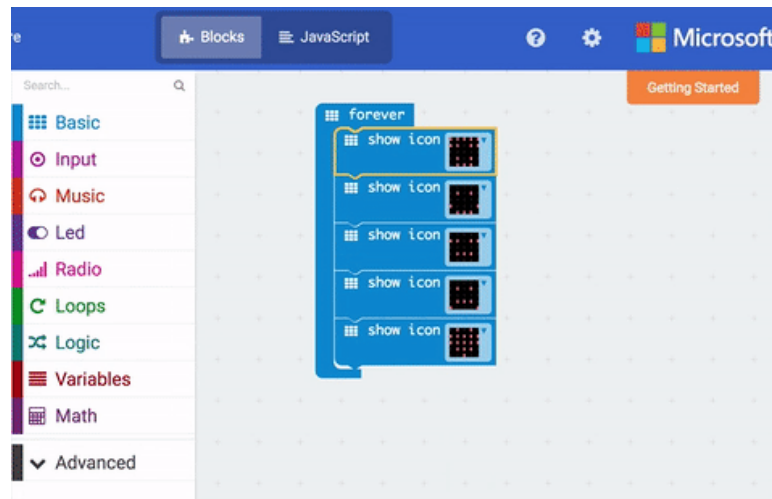 re
Blocks
JavaScript
?
Microsoft
Search...
Getting Started
Basic
Input
Music
Led
Radio
Loops
Logic
Variables
Math
Advanced
forever
show icon
show icon
show icon
show icon
show icon